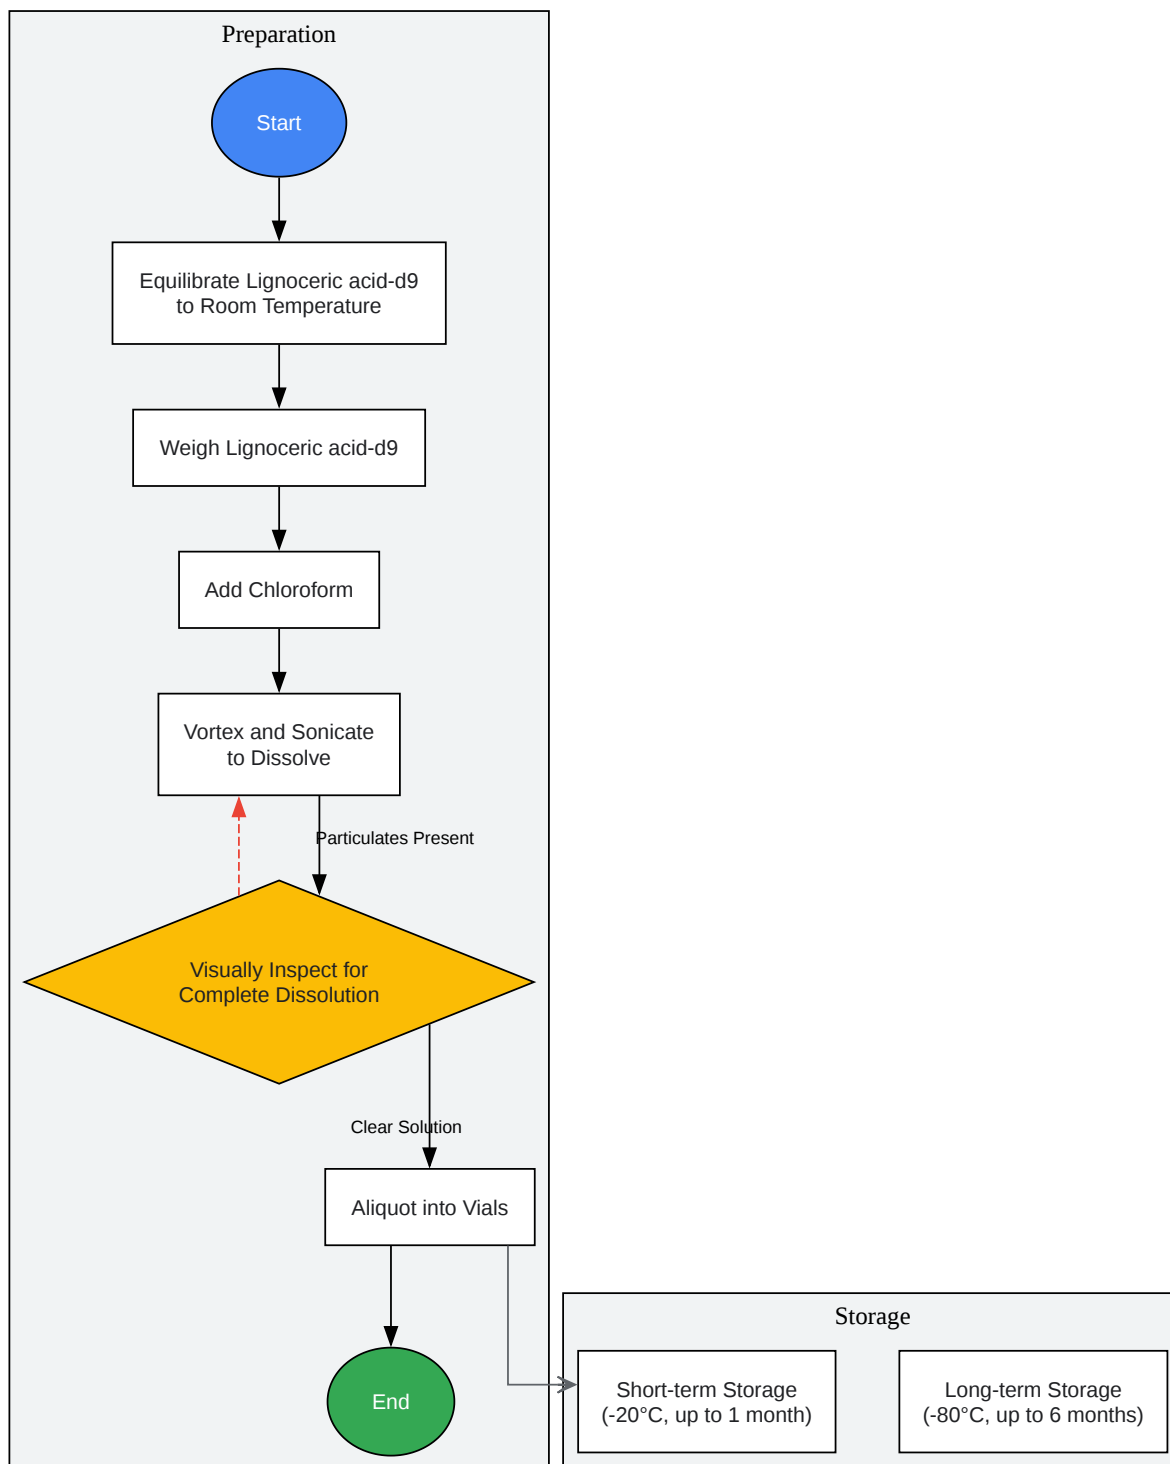 Preparation
Start
Equilibrate Lignoceric acid-d9
to Room Temperature
Weigh Lignoceric acid-d9
Add Chloroform
Vortex and Sonicate
to Dissolve
Particulates Present
Visually Inspect for
Complete Dissolution
Clear Solution
Aliquot into Vials
End
Storage
Short-term Storage
(-20°C, up to 1 month)
Long-term Storage
(-80°C, up to 6 months)